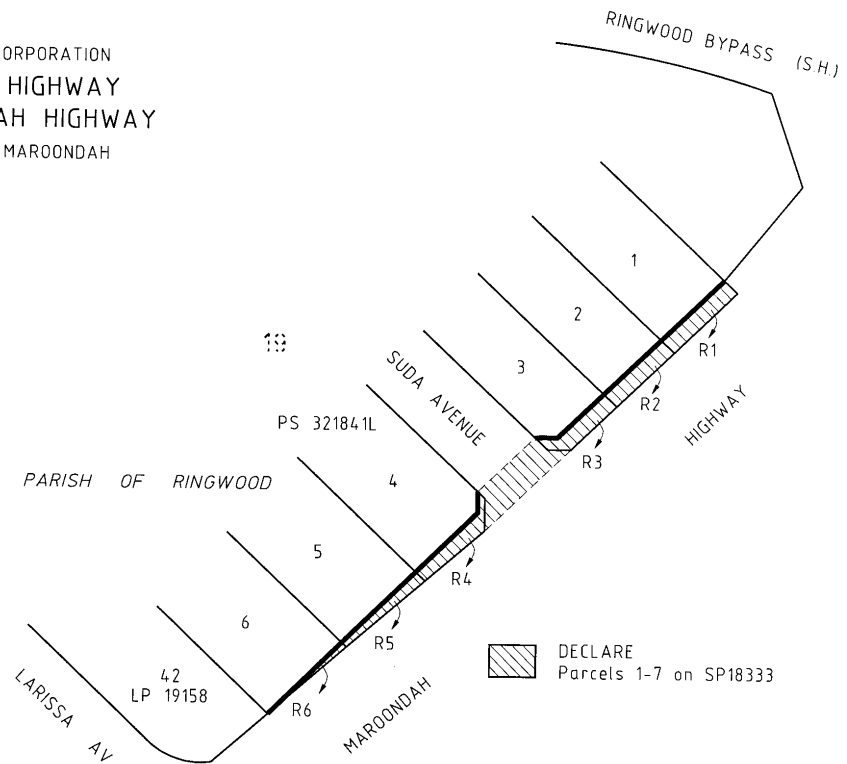 RINGWOOD BYPASS (S.H.)
ORPORATION
HIGHWAY
AH HIGHWAY
MAROONDAH
1
2
3
19
SUDA AVENUE
R1
R2
R3
HIGHWAY
PS 321841L
PARISH OF RINGWOOD
4
5
6
R4
R5
R6
42
LP 19158
LARISSA AV
MAROONDAH
DECLARE
Parcels 1-7 on SP18333